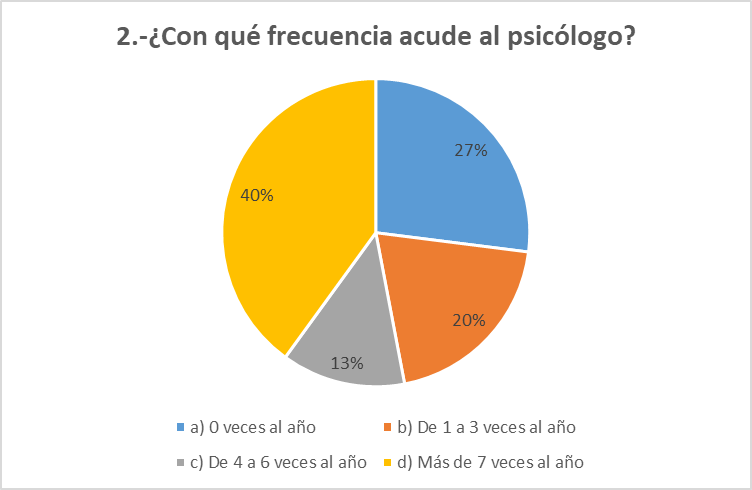 2.-¿Con qué frecuencia acude al psicólogo?
27%
40%
20%
13%
a) 0 veces al año
b) De 1 a 3 veces al año
c) De 4 a 6 veces al año
d) Más de 7 veces al año